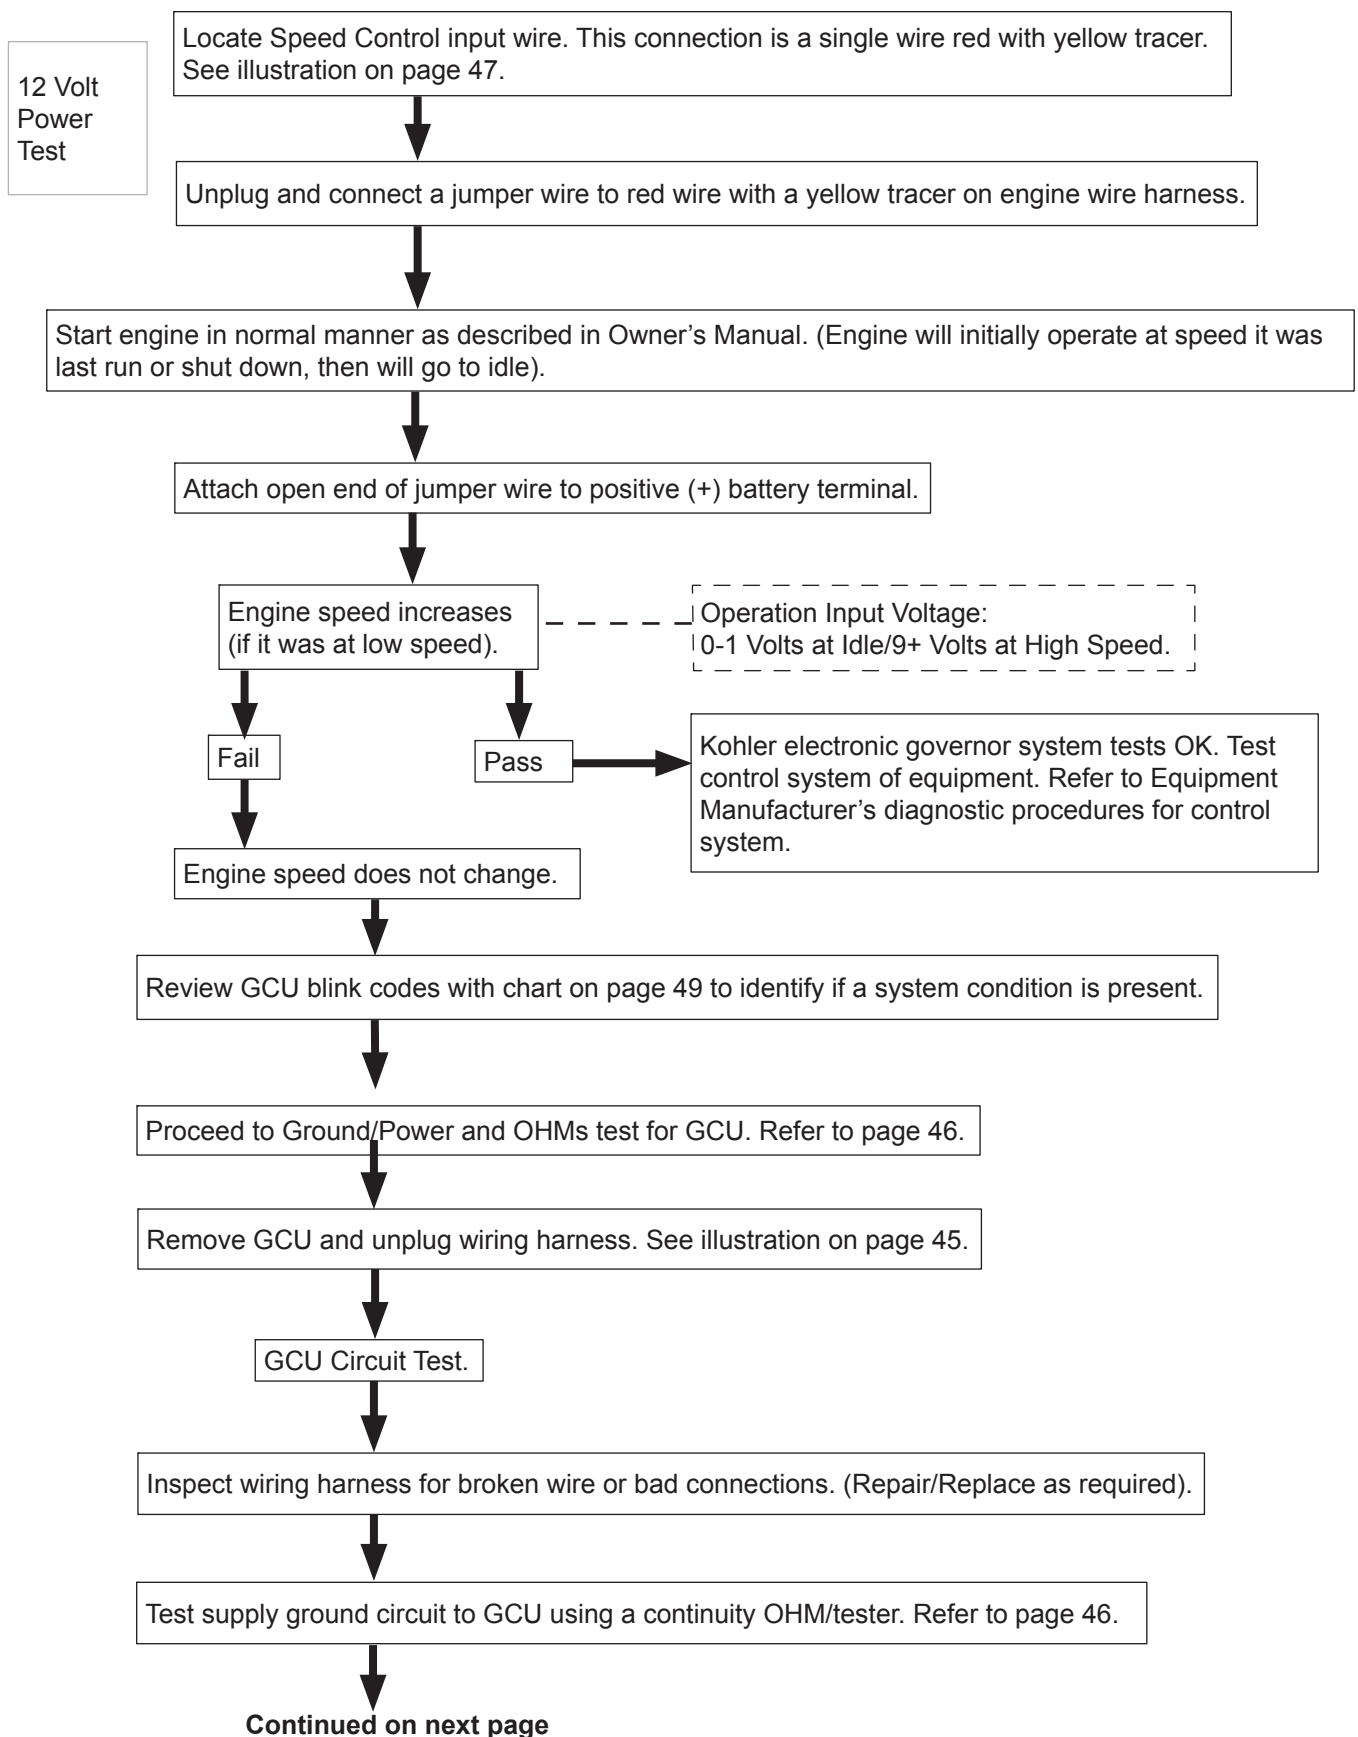 12 Volt
Power
Test
Locate Speed Control input wire. This connection is a single wire red with yellow tracer.
See illustration on page 47.
Unplug and connect a jumper wire to red wire with a yellow tracer on engine wire harness.
Start engine in normal manner as described in Owner’s Manual. (Engine will initially operate at speed it was
last run or shut down, then will go to idle).
Attach open end of jumper wire to positive (+) battery terminal.
Engine speed increases
(if it was at low speed).
Operation Input Voltage:
0-1 Volts at Idle/9+ Volts at High Speed.
Fail
Pass
Kohler electronic governor system tests OK. Test
control system of equipment. Refer to Equipment
Manufacturer’s diagnostic procedures for control
system.
Engine speed does not change.
Review GCU blink codes with chart on page 49 to identify if a system condition is present.
Proceed to Ground/Power and OHMs test for GCU. Refer to page 46.
Remove GCU and unplug wiring harness. See illustration on page 45.
GCU Circuit Test.
Inspect wiring harness for broken wire or bad connections. (Repair/Replace as required).
Test supply ground circuit to GCU using a continuity OHM/tester. Refer to page 46.
Continued on next page